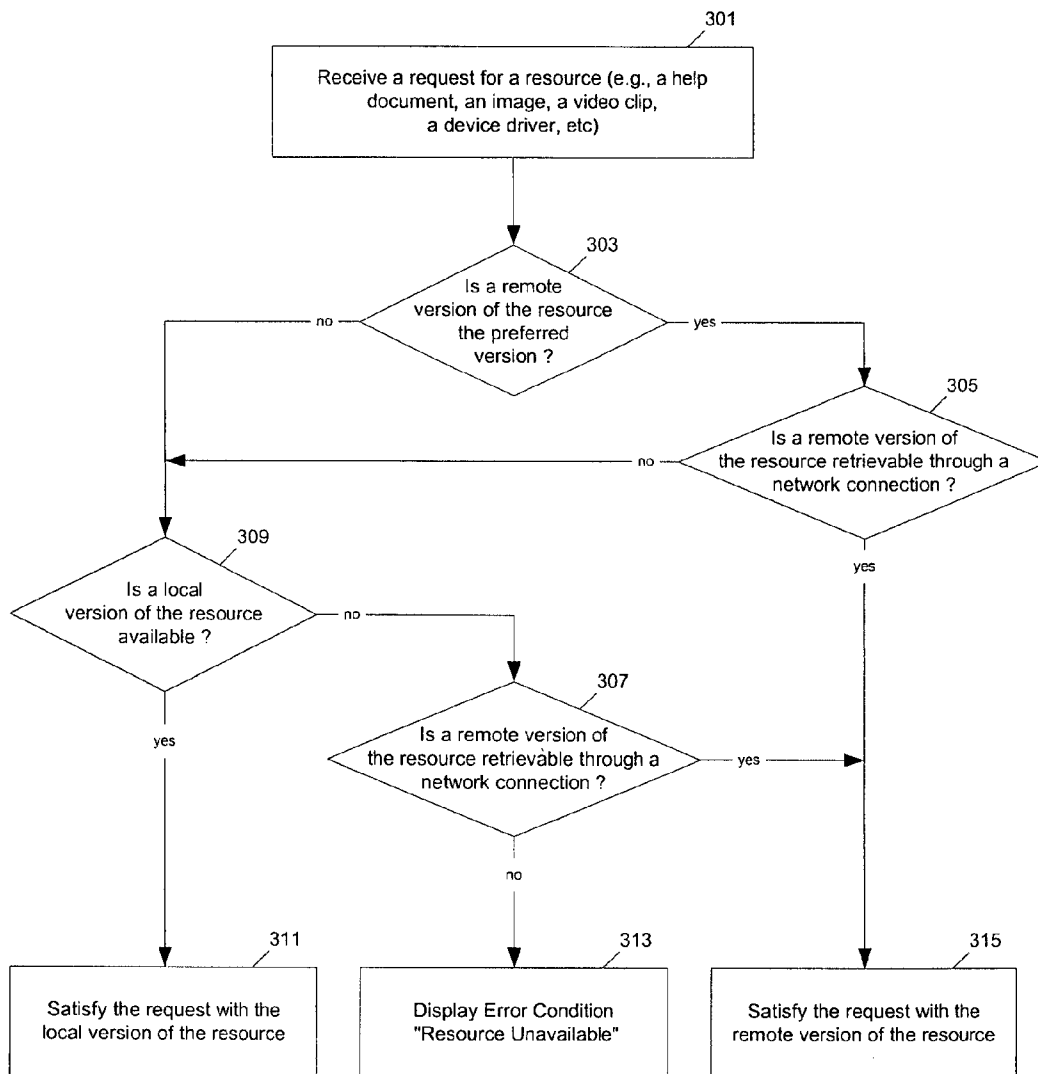 301
Receive a request for a resource (e.g., a help
document, an image, a video clip,
a device driver, etc)
303
Is a remote
version of the resource
the preferred
version ?
no
yes
305
Is a remote version of
the resource retrievable through a
network connection ?
no
yes
309
Is a local
version of the resource
available ?
no
yes
307
Is a remote version of
the resource retrievable through a
network connection ?
yes
no
311
Satisfy the request with the
local version of the resource
313
Display Error Condition
"Resource Unavailable"
315
Satisfy the request with the
remote version of the resource